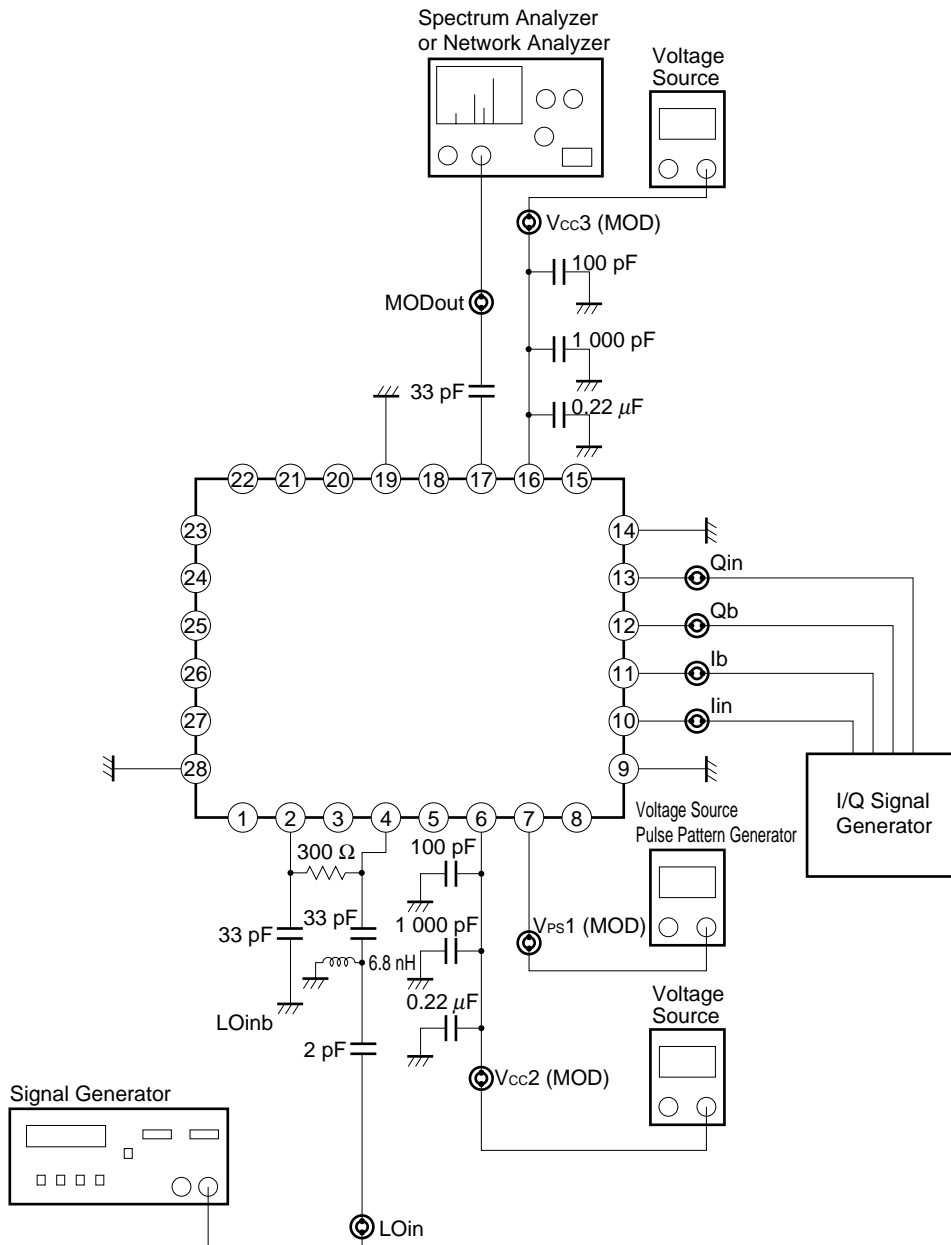 Spectrum Analyzer
or Network Analyzer
Voltage
Source
VCC3 (MOD)
100 pF
MODout
1 000 pF
33 pF
0.22 μF
22 21 20 19 18 17 16 15
23
14
24
13
Qin
25
12
Qb
26
11
Ib
27
10
Iin
28
9
1 2 3 4 5 6 7 8
I/Q Signal
Generator
Voltage Source
Pulse Pattern Generator
300 Ω
100 pF
33 pF
33 pF
1 000 pF
VPS1 (MOD)
6.8 nH
0.22 μF
LOinb
2 pF
Voltage
Source
VCC2 (MOD)
Signal Generator
LOin